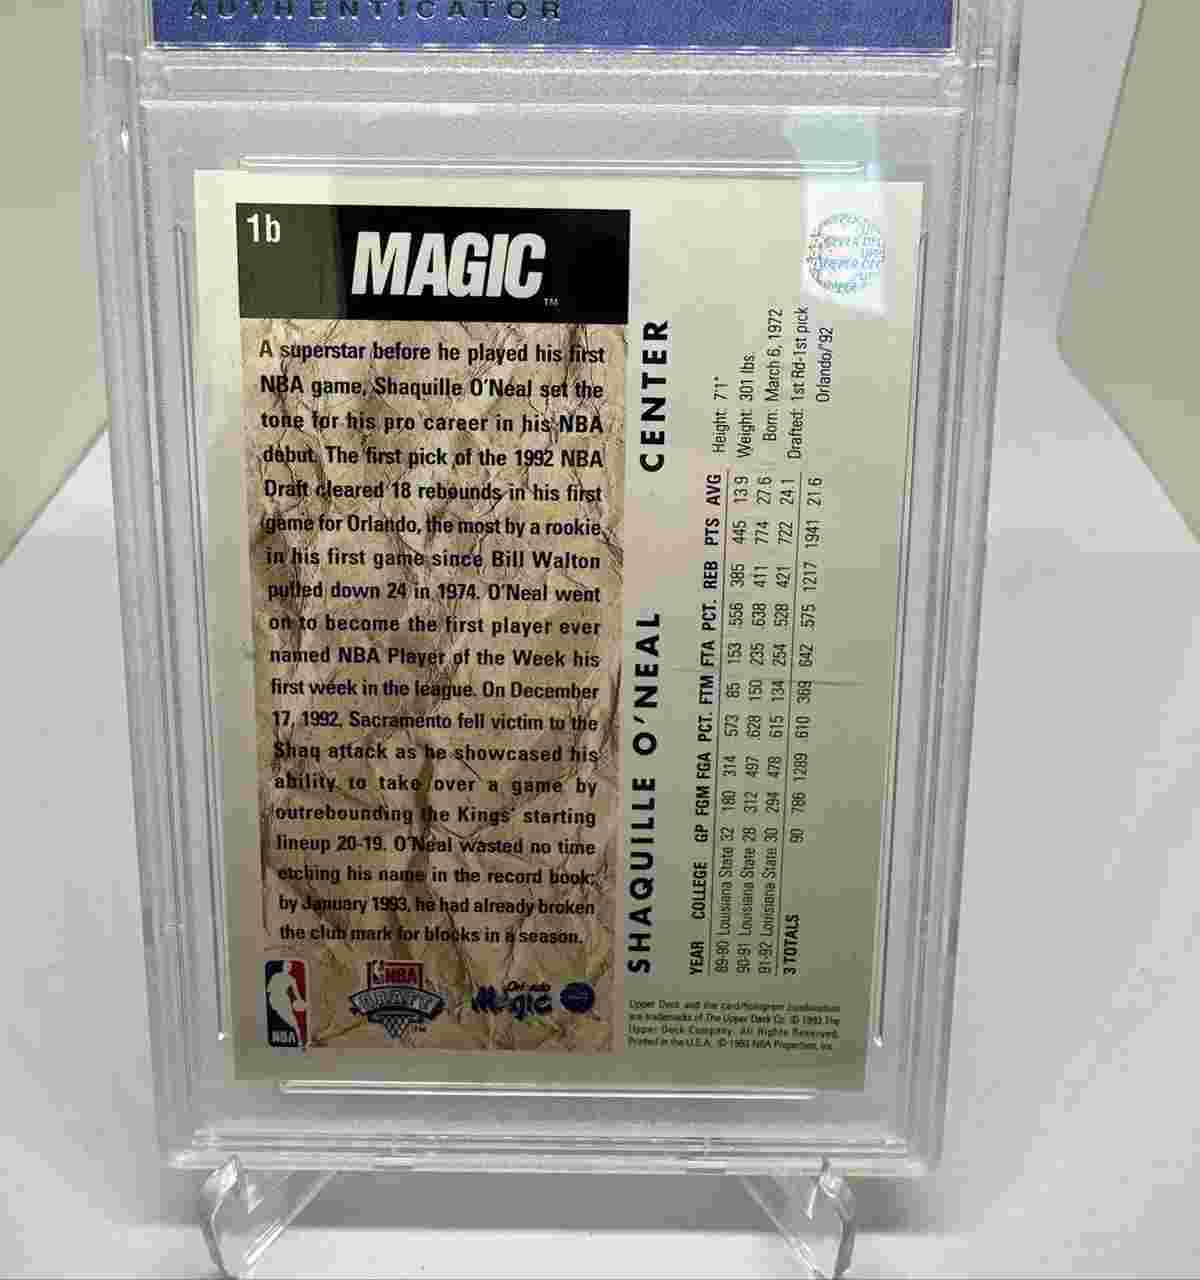 AUTHENTICATOR
1b
MAGIC™
A superstar before he played his first
NBA game, Shaquille O'Neal set the
tone for his pro career in his NBA
debut. The first pick of the 1992 NBA
Draft cleared 18 rebounds in his first
game for Orlando, the most by a rookie
in his first game since Bill Walton
pulled down 24 in 1974. O'Neal went
on to become the first player ever
named NBA Player of the Week his
first week in the league. On December
17, 1992, Sacramento fell victim to the
Shaq attack as he showcased his
ability to take over a game by
outrebounding the Kings' starting
lineup 20-19. O'Neal wasted no time
etching his name in the record book;
by January 1993, he had already broken
the club mark for blocks in a season.
NBA
NBA
DRAFT™
Orlando
Magic
SHAQUILLE O'NEAL CENTER
Height: 7'1"
Weight: 301 lbs.
Born: March 6, 1972
Drafted: 1st Rd-1st pick
Orlando/'92
YEAR COLLEGE GP FGM FGA PCT. FTM FTA PCT. REB PTS AVG
89-90 Louisiana State 32 180 314 .573 85 153 .556 385 445 13.9
90-91 Louisiana State 28 312 497 .628 150 235 .638 411 774 27.6
91-92 Louisiana State 30 294 478 .615 134 254 .528 421 722 24.1
3 TOTALS 90 786 1289 .610 369 642 .575 1217 1941 21.6
Upper Deck and the card/hologram combination
are trademarks of The Upper Deck Co. © 1993 The
Upper Deck Company. All Rights Reserved.
Printed in the U.S.A. © 1993 NBA Properties, Inc.